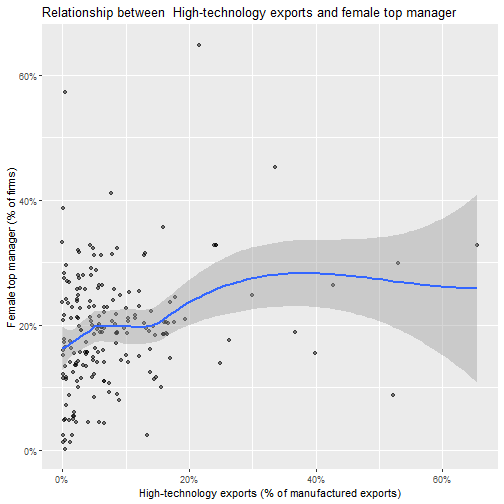 Relationship between  High-technology exports and female top manager
60%
40%
20%
0%
Female top manager (% of firms)
0%
20%
40%
60%
High-technology exports (% of manufactured exports)